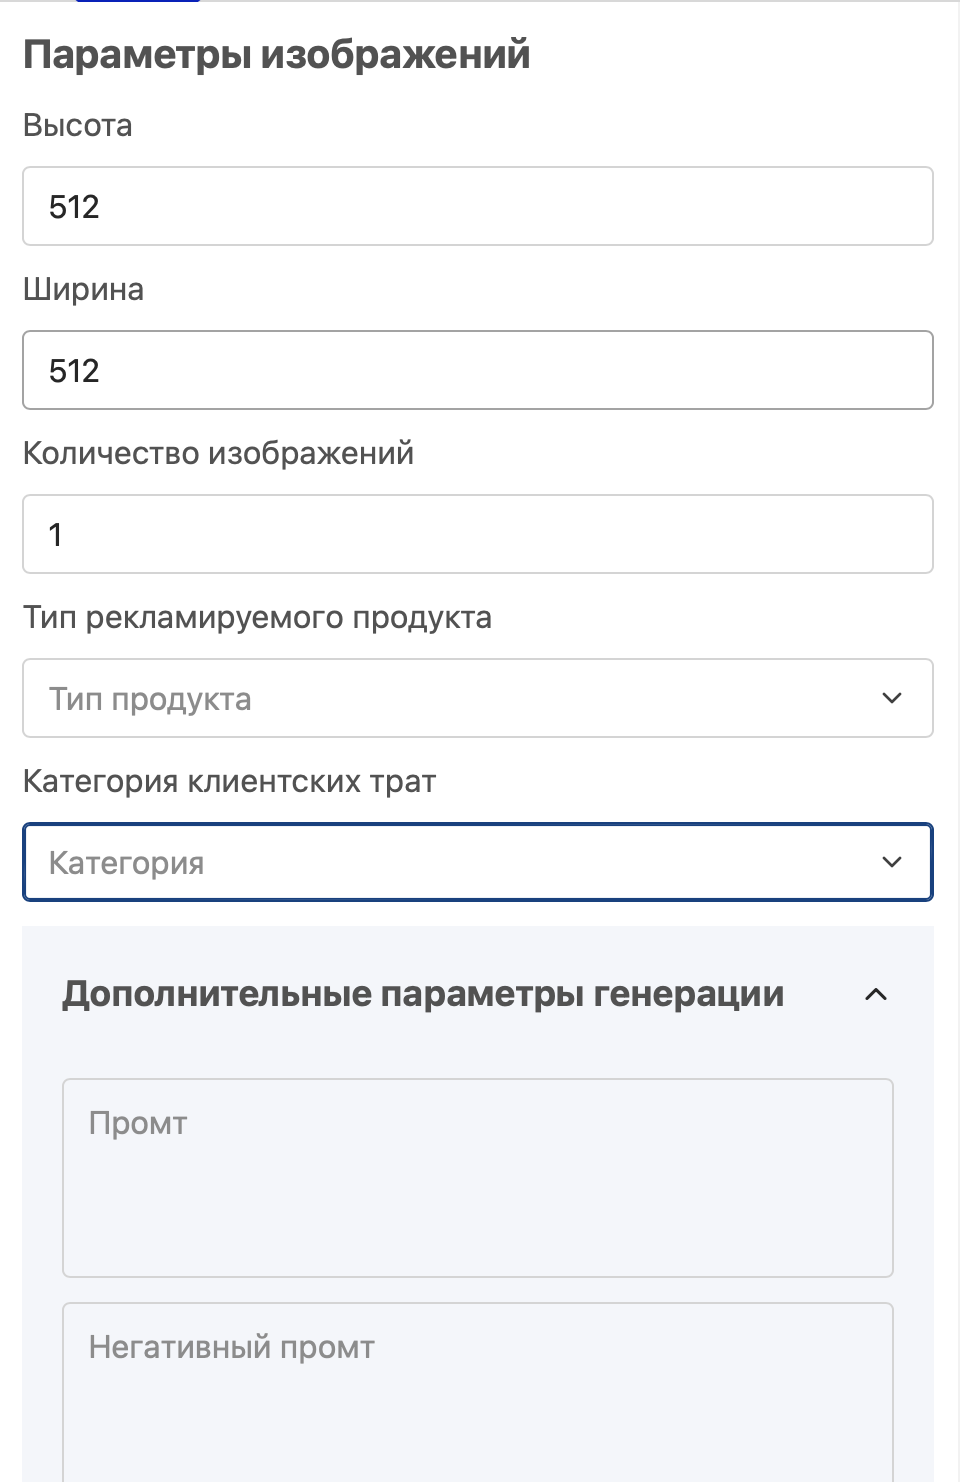 Параметры изображений
Высота
512
Ширина
512
Количество изображений
1
Тип рекламируемого продукта
Тип продукта
Категория клиентских трат
Категория
Дополнительные параметры генерации
Промт
Негативный промт